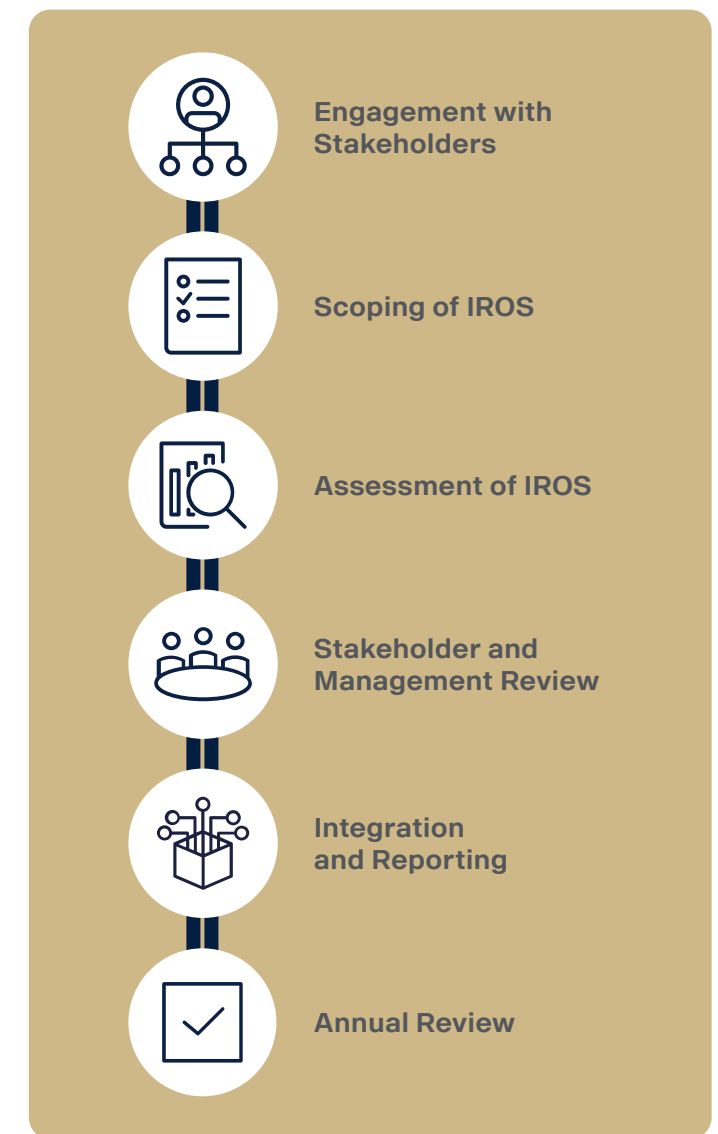 Engagement with
Stakeholders
Scoping of IROS
Assessment of IROS
Stakeholder and
Management Review
Integration
and Reporting
Annual Review